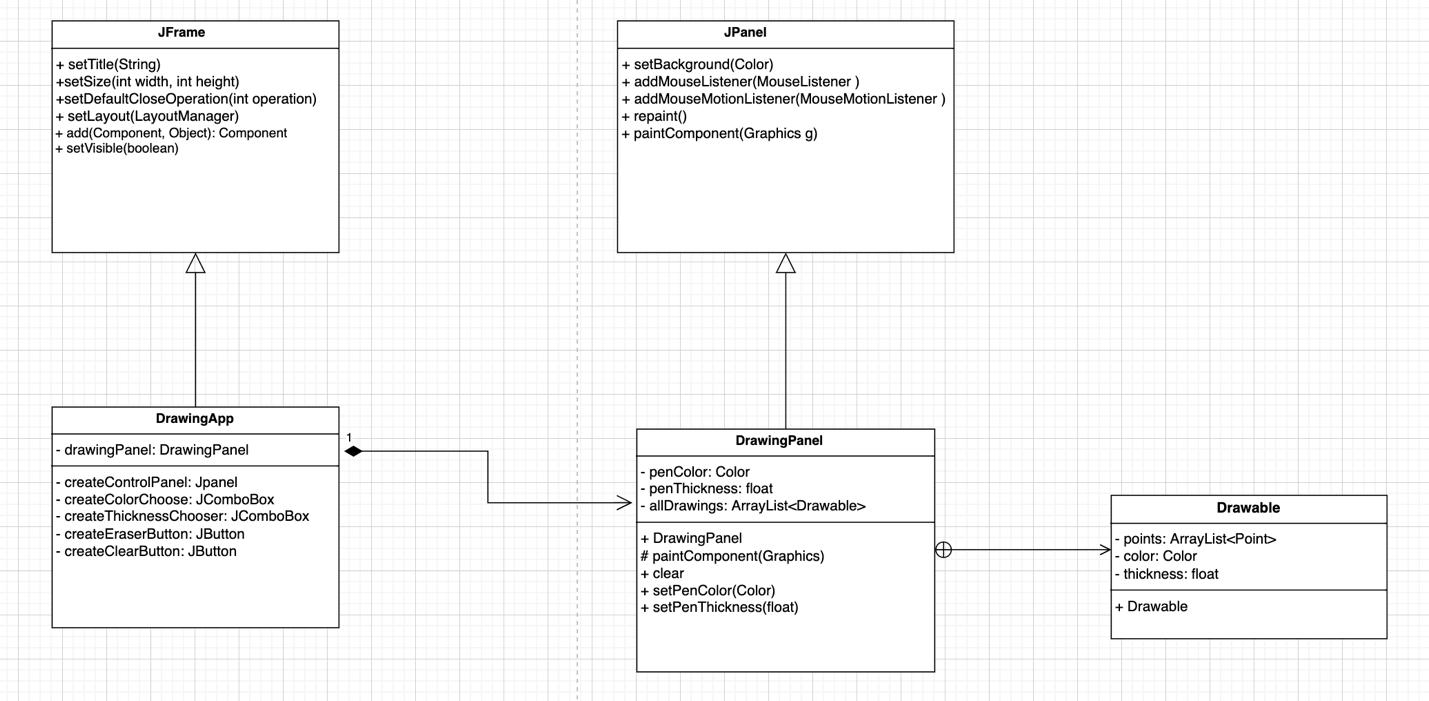 JFrame
+ setTitle(String)
+setSize(int width, int height)
+setDefaultCloseOperation(int operation)
+ setLayout(LayoutManager)
+ add(Component, Object): Component
+ setVisible(boolean)
JPanel
+ setBackground(Color)
+ addMouseListener(MouseListener )
+ addMouseMotionListener(MouseMotionListener )
+ repaint()
+ paintComponent(Graphics g)
DrawingApp
- drawingPanel: DrawingPanel
- createControlPanel: Jpanel
- createColorChoose: JComboBox
- createThicknessChooser: JComboBox
- createEraserButton: JButton
- createClearButton: JButton
1
DrawingPanel
- penColor: Color
- penThickness: float
- allDrawings: ArrayList<Drawable>
+ DrawingPanel
# paintComponent(Graphics)
+ clear
+ setPenColor(Color)
+ setPenThickness(float)
Drawable
- points: ArrayList<Point>
- color: Color
- thickness: float
+ Drawable